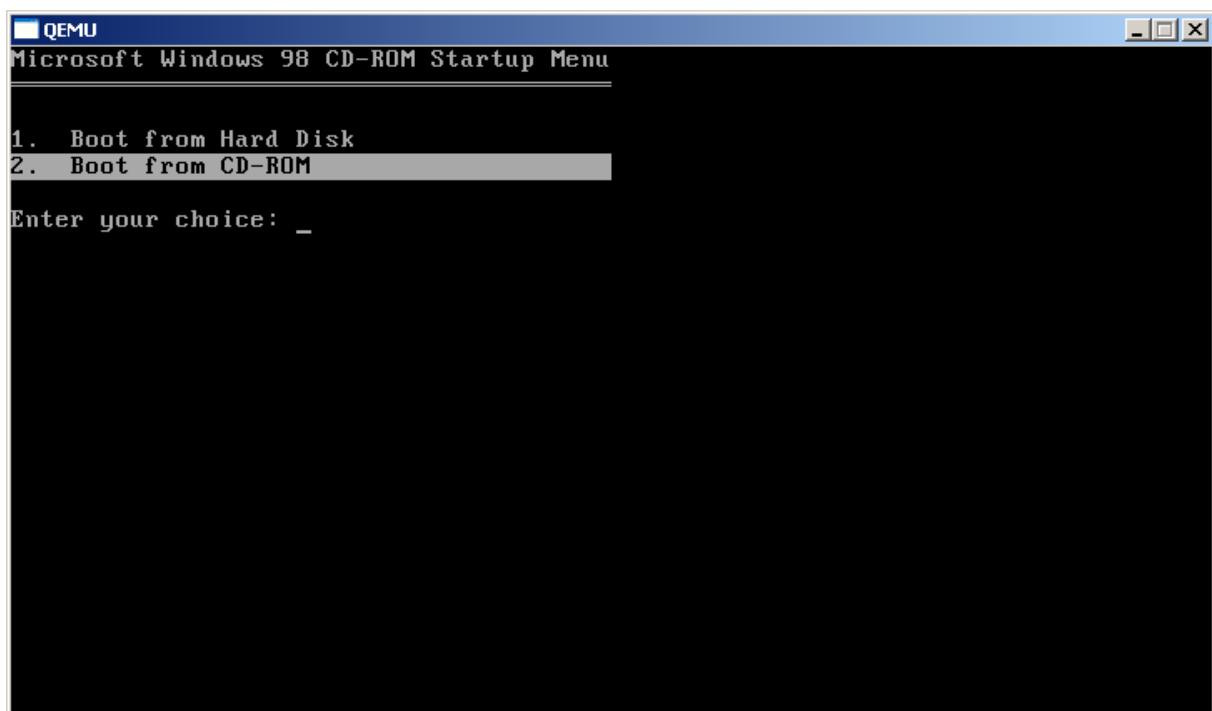 QEMU
Microsoft Windows 98 CD-ROM Startup Menu
1. Boot from Hard Disk
2. Boot from CD-ROM
Enter your choice: _